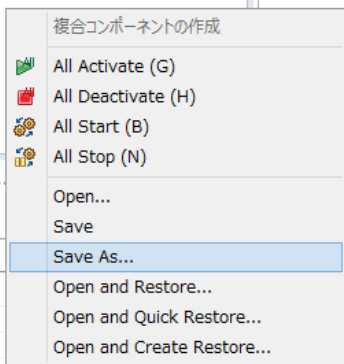 複合コンポーネントの作成
All Activate (G)
All Deactivate (H)
All Start (B)
All Stop (N)
Open...
Save
Save As...
Open and Restore...
Open and Quick Restore...
Open and Create Restore...